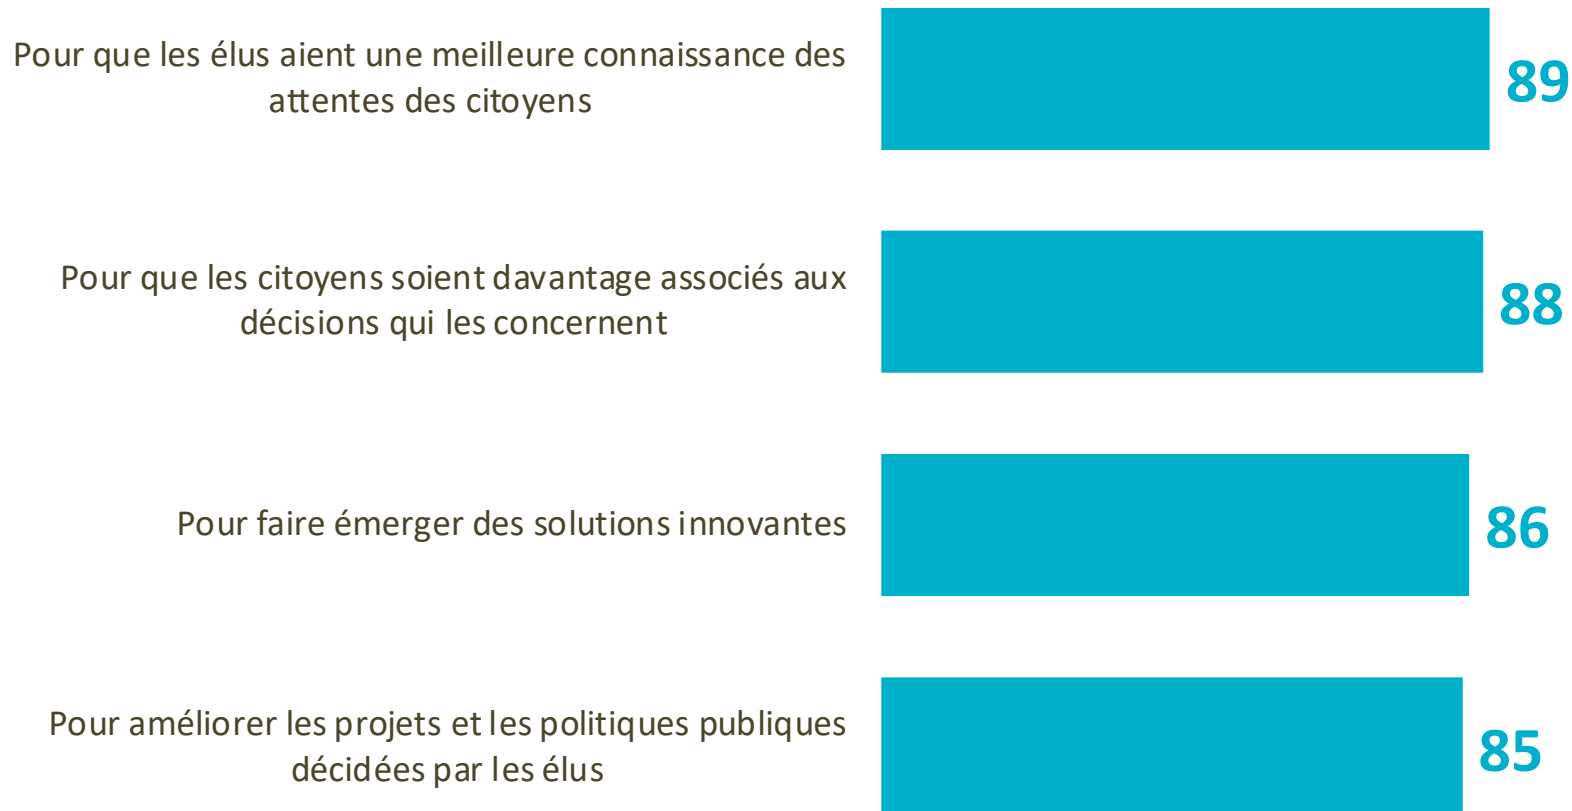 Pour que les élus aient une meilleure connaissance des
attentes des citoyens
89
Pour que les citoyens soient davantage associés aux
décisions qui les concernent
88
Pour faire émerger des solutions innovantes
86
Pour améliorer les projets et les politiques publiques
décidées par les élus
85